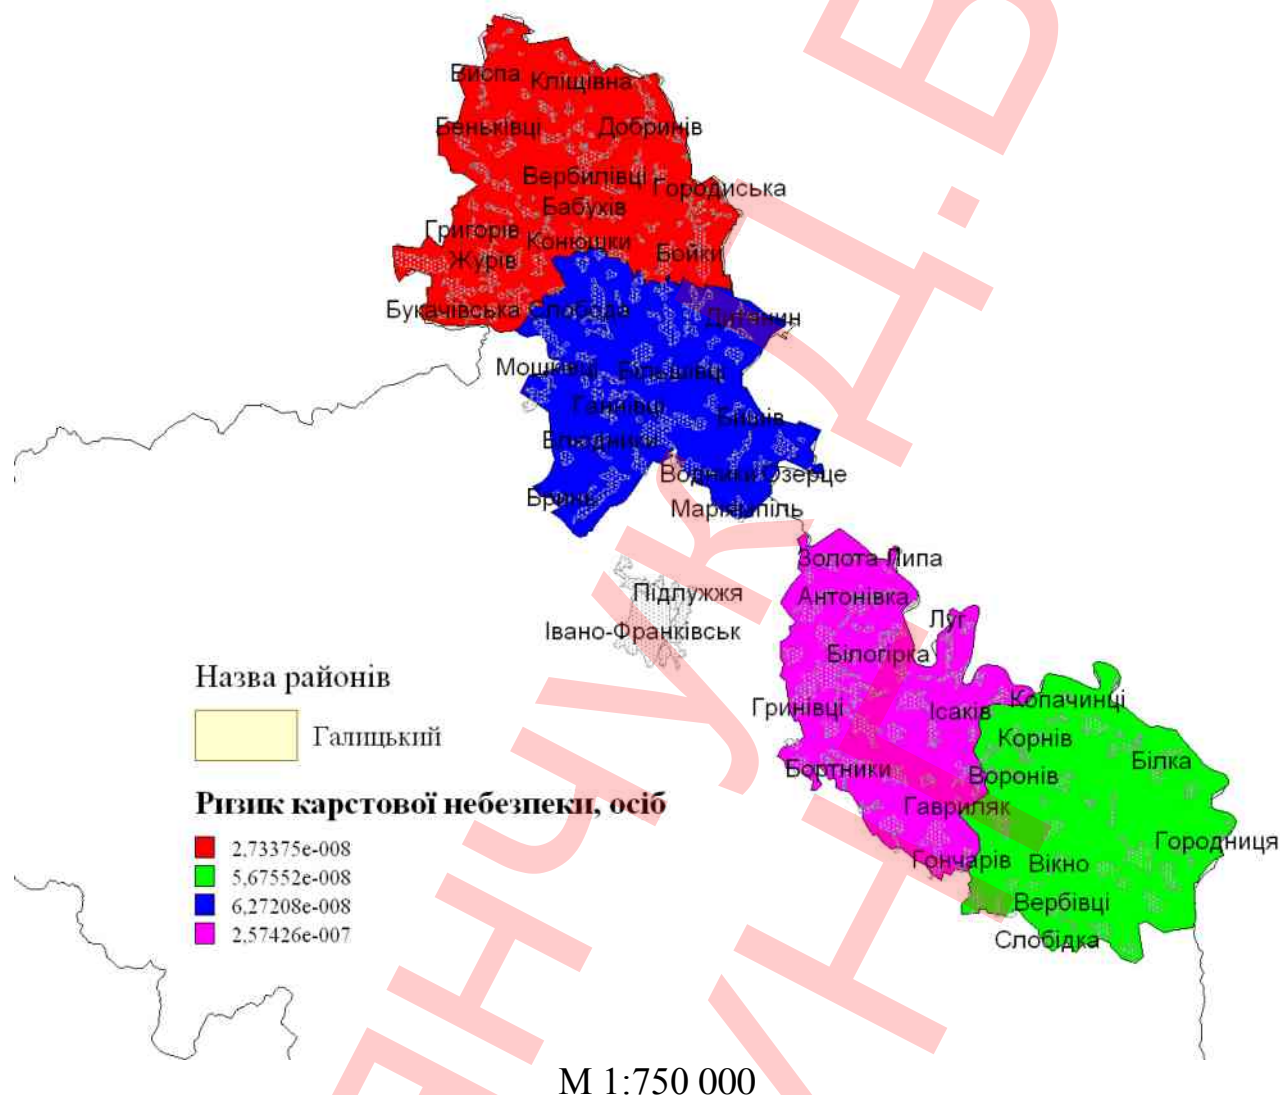 Виспа
Кліщівна
Беньківці
Добринів
Вербилівці
Городиська
Бабухів
Григорів
Конюшки
Журів
Бойки
Букачівська Слобода
Дитятин
Мошківці
Більшівці
Ганнівці
Бишів
Блюдники
Водники
Озерце
Бринь
Маріямпіль
Золота Липа
Підлужжя
Антонівка
Івано-Франківськ
Луг
Білогірка
Назва районів
Копачинці
Гринівці
Ісаків
Галицький
Корнів
Білка
Бортники
Воронів
Ризик карстової небезпеки, осіб
Гавриляк
2,73375e-008
Городниця
Гончарів
Вікно
5,67552e-008
6,27208e-008
Вербівці
2,57426e-007
Слобідка
М 1:750 000